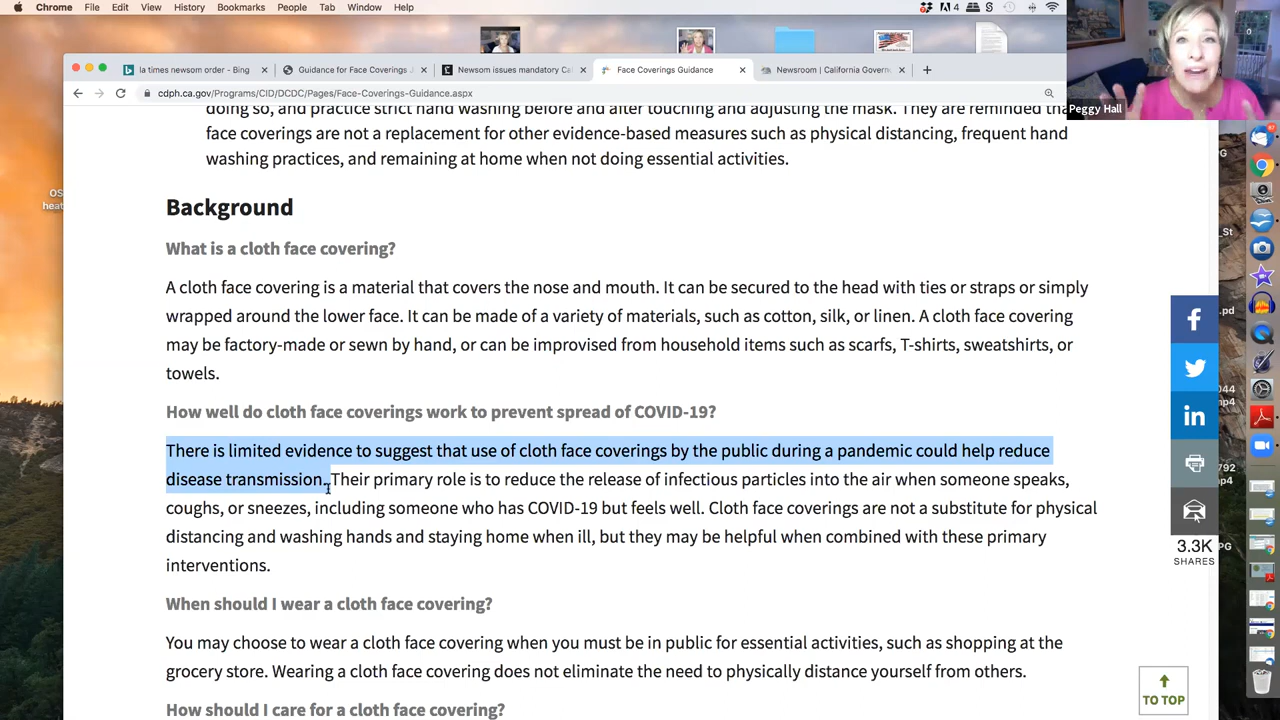 Chrome File Edit View History Bookmarks People Tab Window Help
4
la times newsom order - Bing
Guidance for Face Coverings
Newsom issues mandatory Cal
Face Coverings Guidance
Newsroom | California Govern
cdph.ca.gov/Programs/CID/DCDC/Pages/Face-Coverings-Guidance.aspx
Peggy Hall
doing so, and practice strict hand washing before and after touching and adjusting the mask. They are reminded
face coverings are not a replacement for other evidence-based measures such as physical distancing, frequent hand
washing practices, and remaining at home when not doing essential activities.
Background
What is a cloth face covering?
A cloth face covering is a material that covers the nose and mouth. It can be secured to the head with ties or straps or simply
wrapped around the lower face. It can be made of a variety of materials, such as cotton, silk, or linen. A cloth face covering
may be factory-made or sewn by hand, or can be improvised from household items such as scarfs, T-shirts, sweatshirts, or
towels.
How well do cloth face coverings work to prevent spread of COVID-19?
There is limited evidence to suggest that use of cloth face coverings by the public during a pandemic could help reduce
disease transmission. Their primary role is to reduce the release of infectious particles into the air when someone speaks,
coughs, or sneezes, including someone who has COVID-19 but feels well. Cloth face coverings are not a substitute for physical
distancing and washing hands and staying home when ill, but they may be helpful when combined with these primary
interventions.
When should I wear a cloth face covering?
You may choose to wear a cloth face covering when you must be in public for essential activities, such as shopping at the
grocery store. Wearing a cloth face covering does not eliminate the need to physically distance yourself from others.
How should I care for a cloth face covering?
3.3K
SHARES
TO TOP
OS
heat
PG
_St
.pd
044
mp4
792
mp4
PG